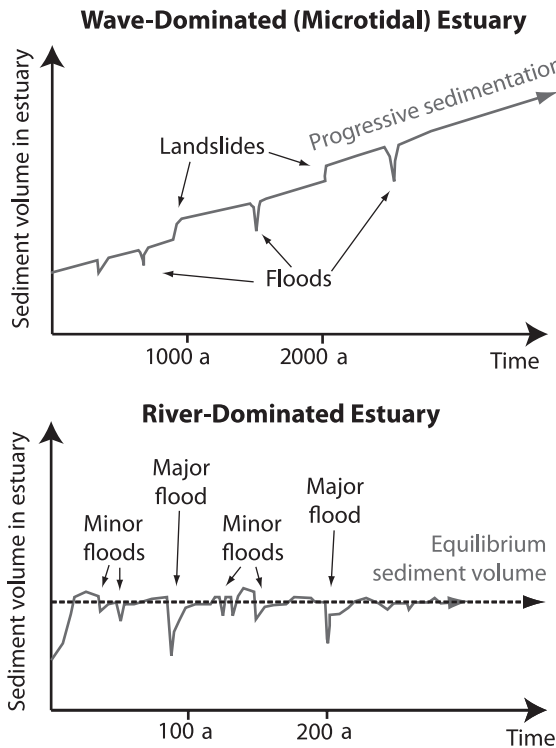 Wave-Dominated (Microtidal) Estuary
Sediment volume in estuary
Progressive sedimentation
Landslides
Floods
1000 a
2000 a
Time
River-Dominated Estuary
Sediment volume in estuary
Major
flood
Minor
floods
Minor
floods
Major
flood
Equilibrium
sediment volume
100 a
200 a
Time